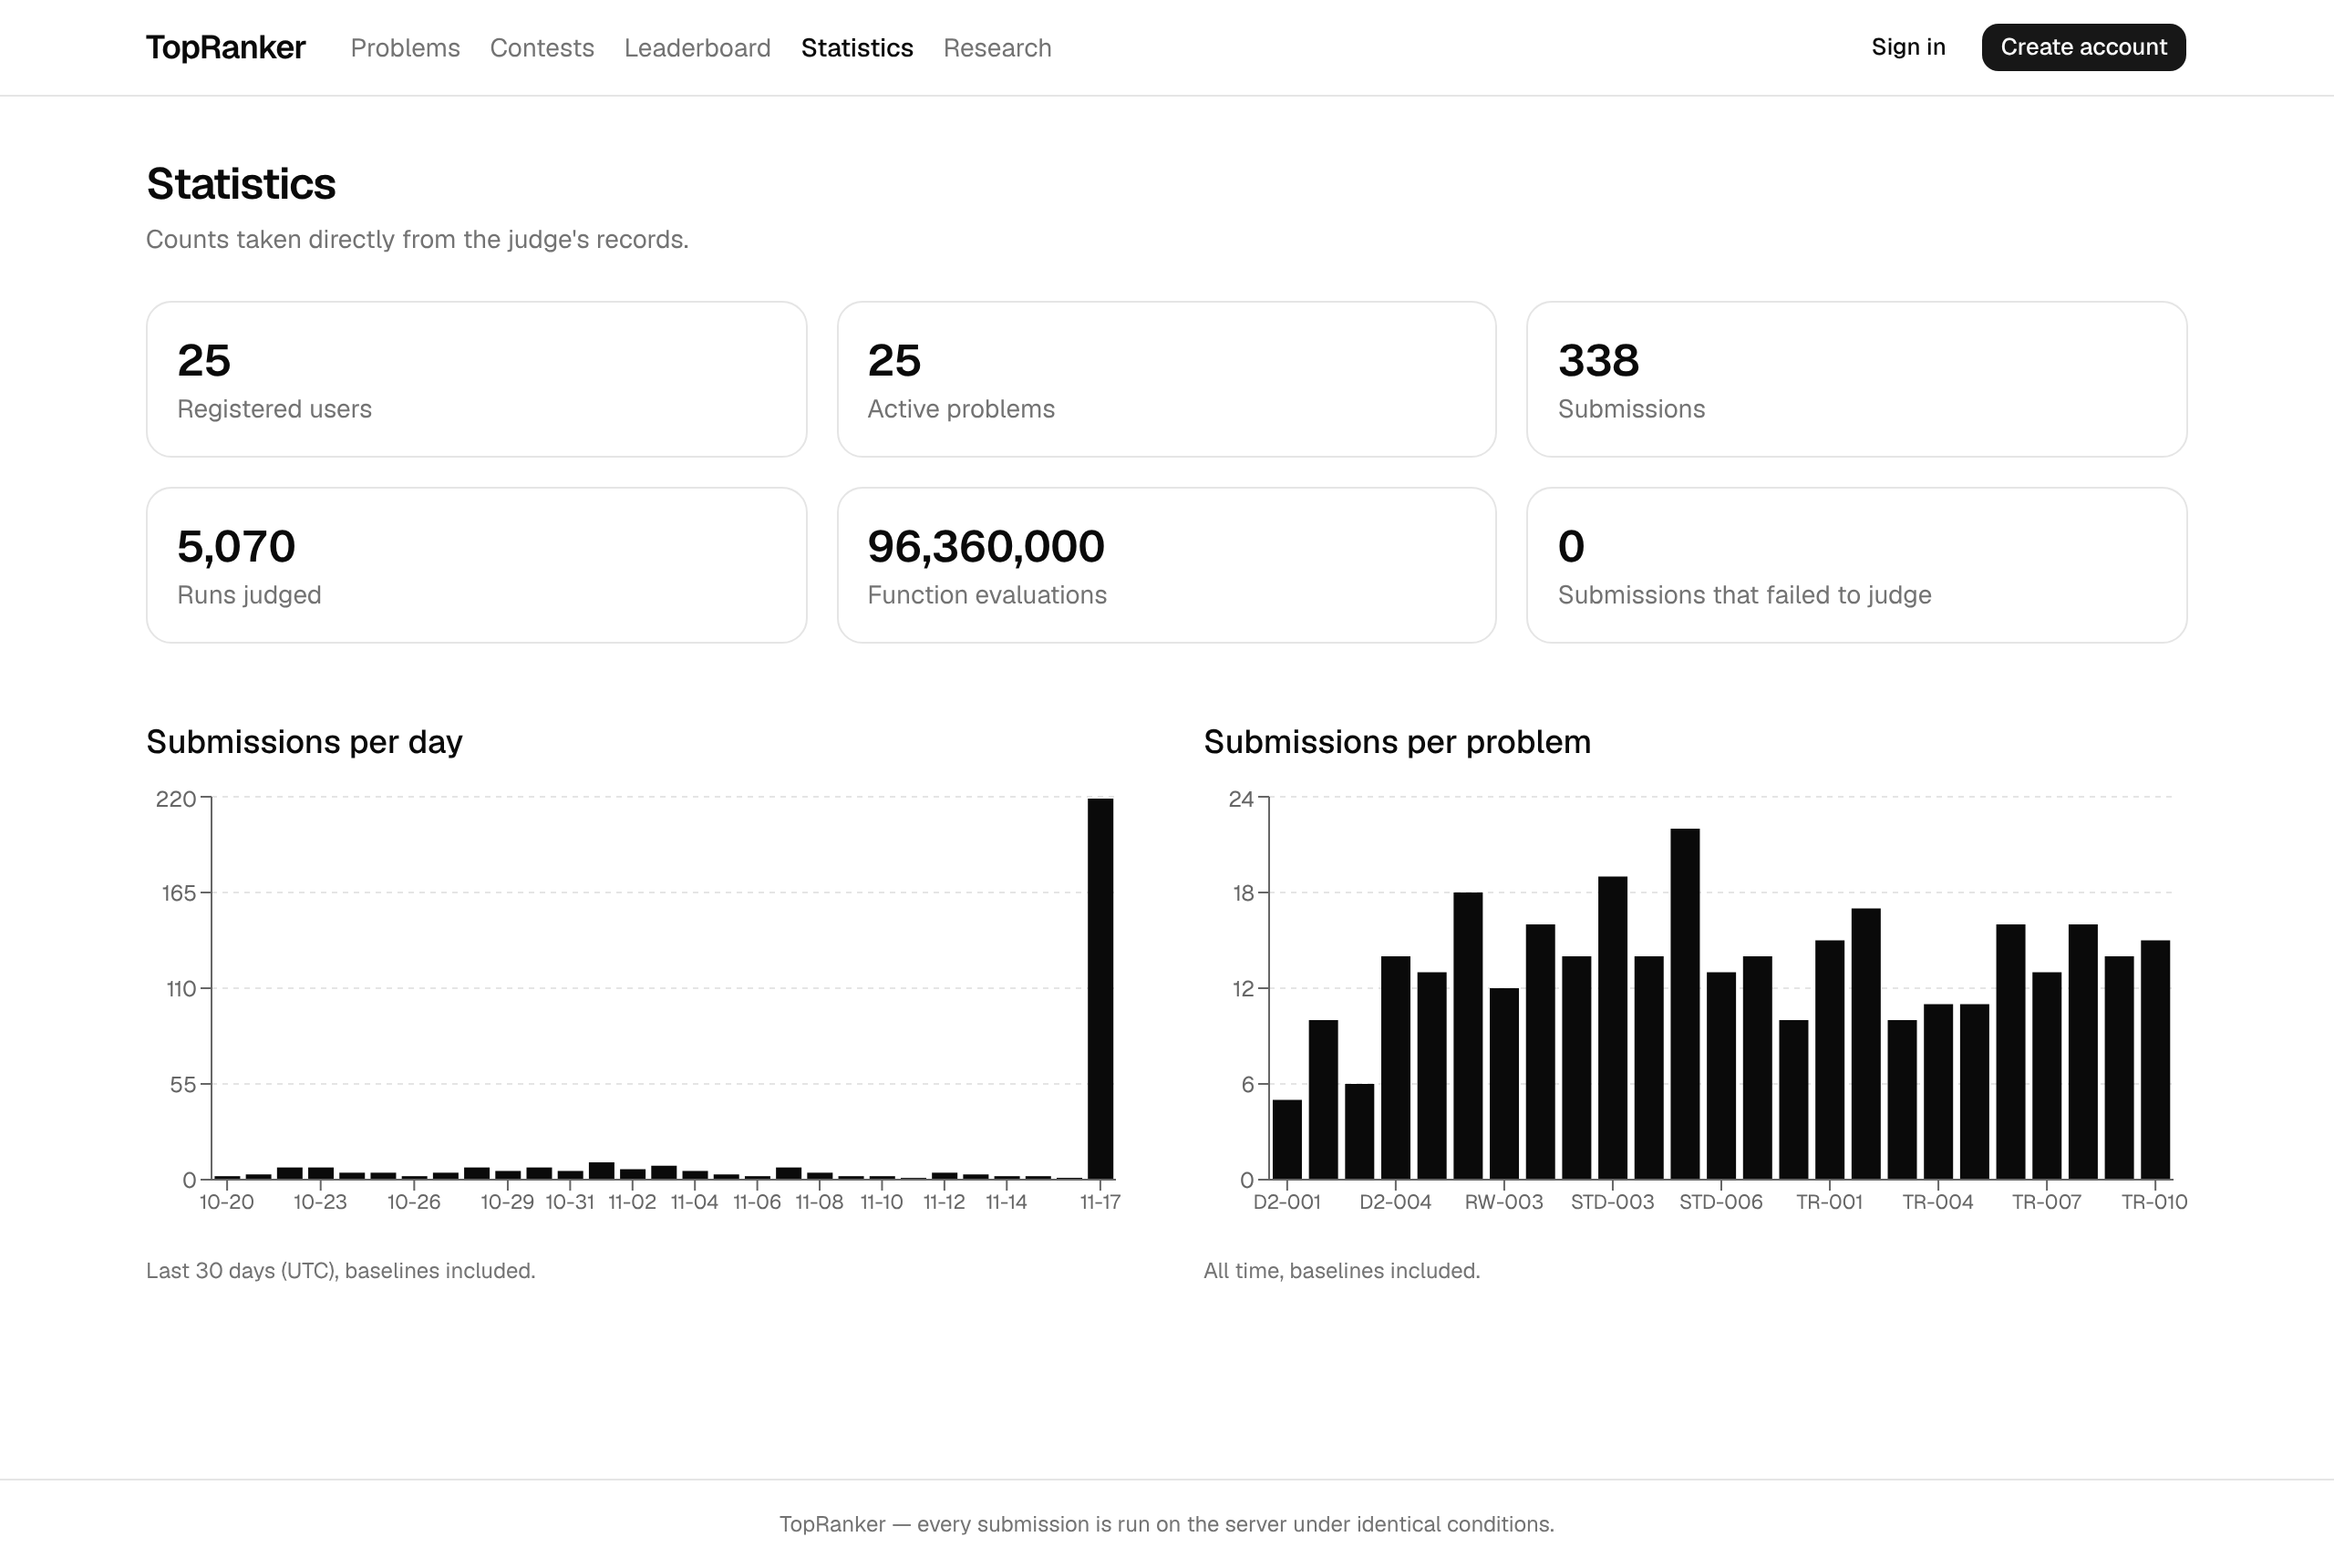 TopRanker Problems Contests Leaderboard Statistics Research Sign in Create account
Statistics
Counts taken directly from the judge's records.
25
Registered users
25
Active problems
338
Submissions
5,070
Runs judged
96,360,000
Function evaluations
0
Submissions that failed to judge
Submissions per day
220
165
110
55
0
10-20 10-23 10-26 10-29 10-31 11-02 11-04 11-06 11-08 11-10 11-12 11-14 11-17
Last 30 days (UTC), baselines included.
Submissions per problem
24
18
12
6
0
D2-001 D2-004 RW-003 STD-003 STD-006 TR-001 TR-004 TR-007 TR-010
All time, baselines included.
TopRanker — every submission is run on the server under identical conditions.